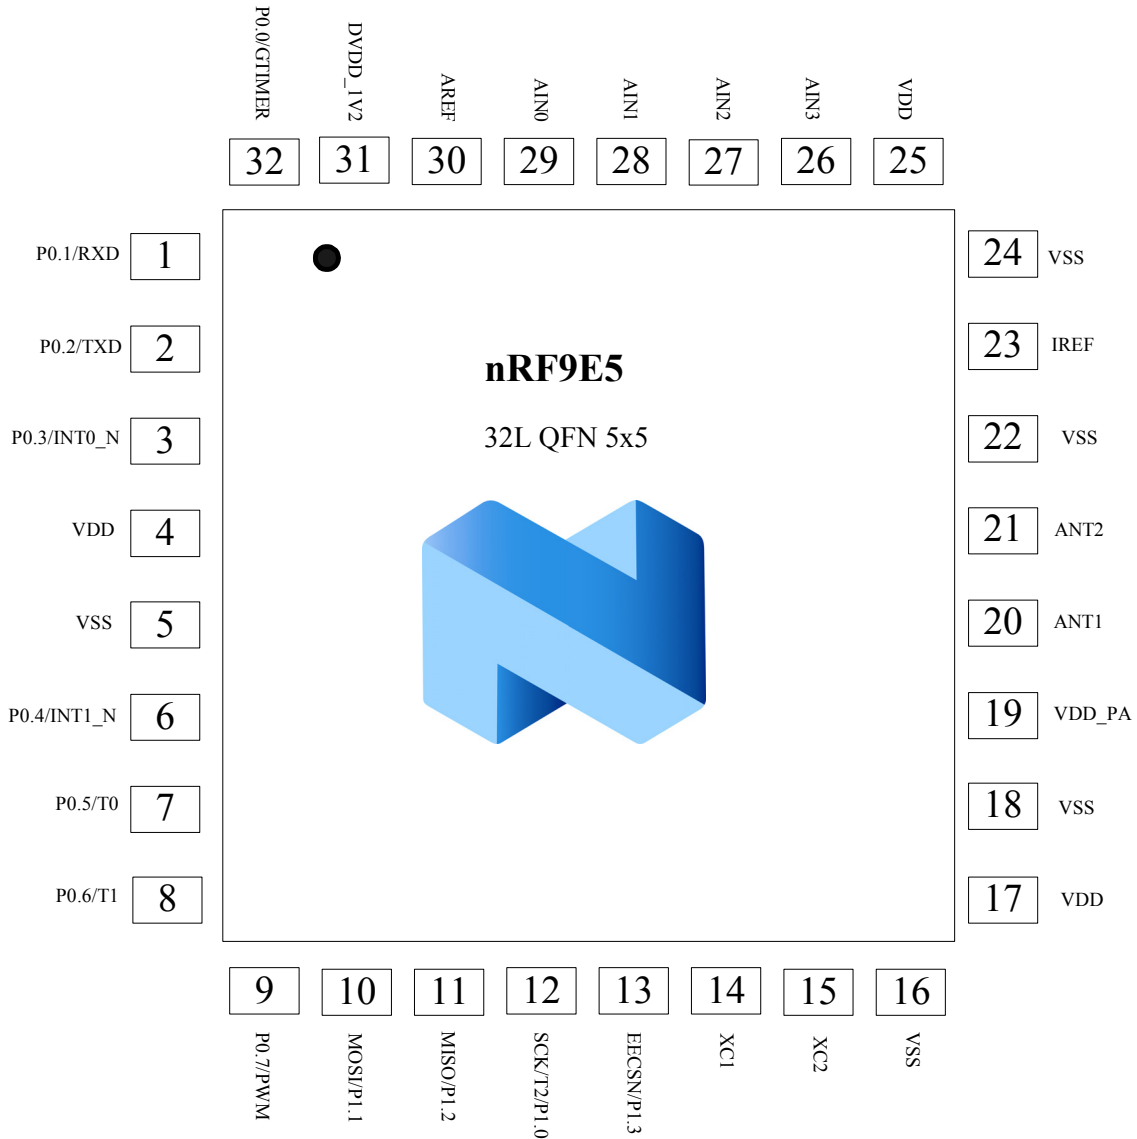 P0.0/GTIMER
DVDD_1V2
AREF
AIN0
AIN1
AIN2
AIN3
VDD
32
31
30
29
28
27
26
25
P0.1/RXD 1
P0.2/TXD 2
P0.3/INT0_N 3
VDD 4
VSS 5
P0.4/INT1_N 6
P0.5/T0 7
P0.6/T1 8
nRF9E5
32L QFN 5x5
24 VSS
23 IREF
22 VSS
21 ANT2
20 ANT1
19 VDD_PA
18 VSS
17 VDD
9
10
11
12
13
14
15
16
P0.7/PWM
MOSI/P1.1
MISO/P1.2
SCK/T2/P1.0
EECSN/P1.3
XC1
XC2
VSS